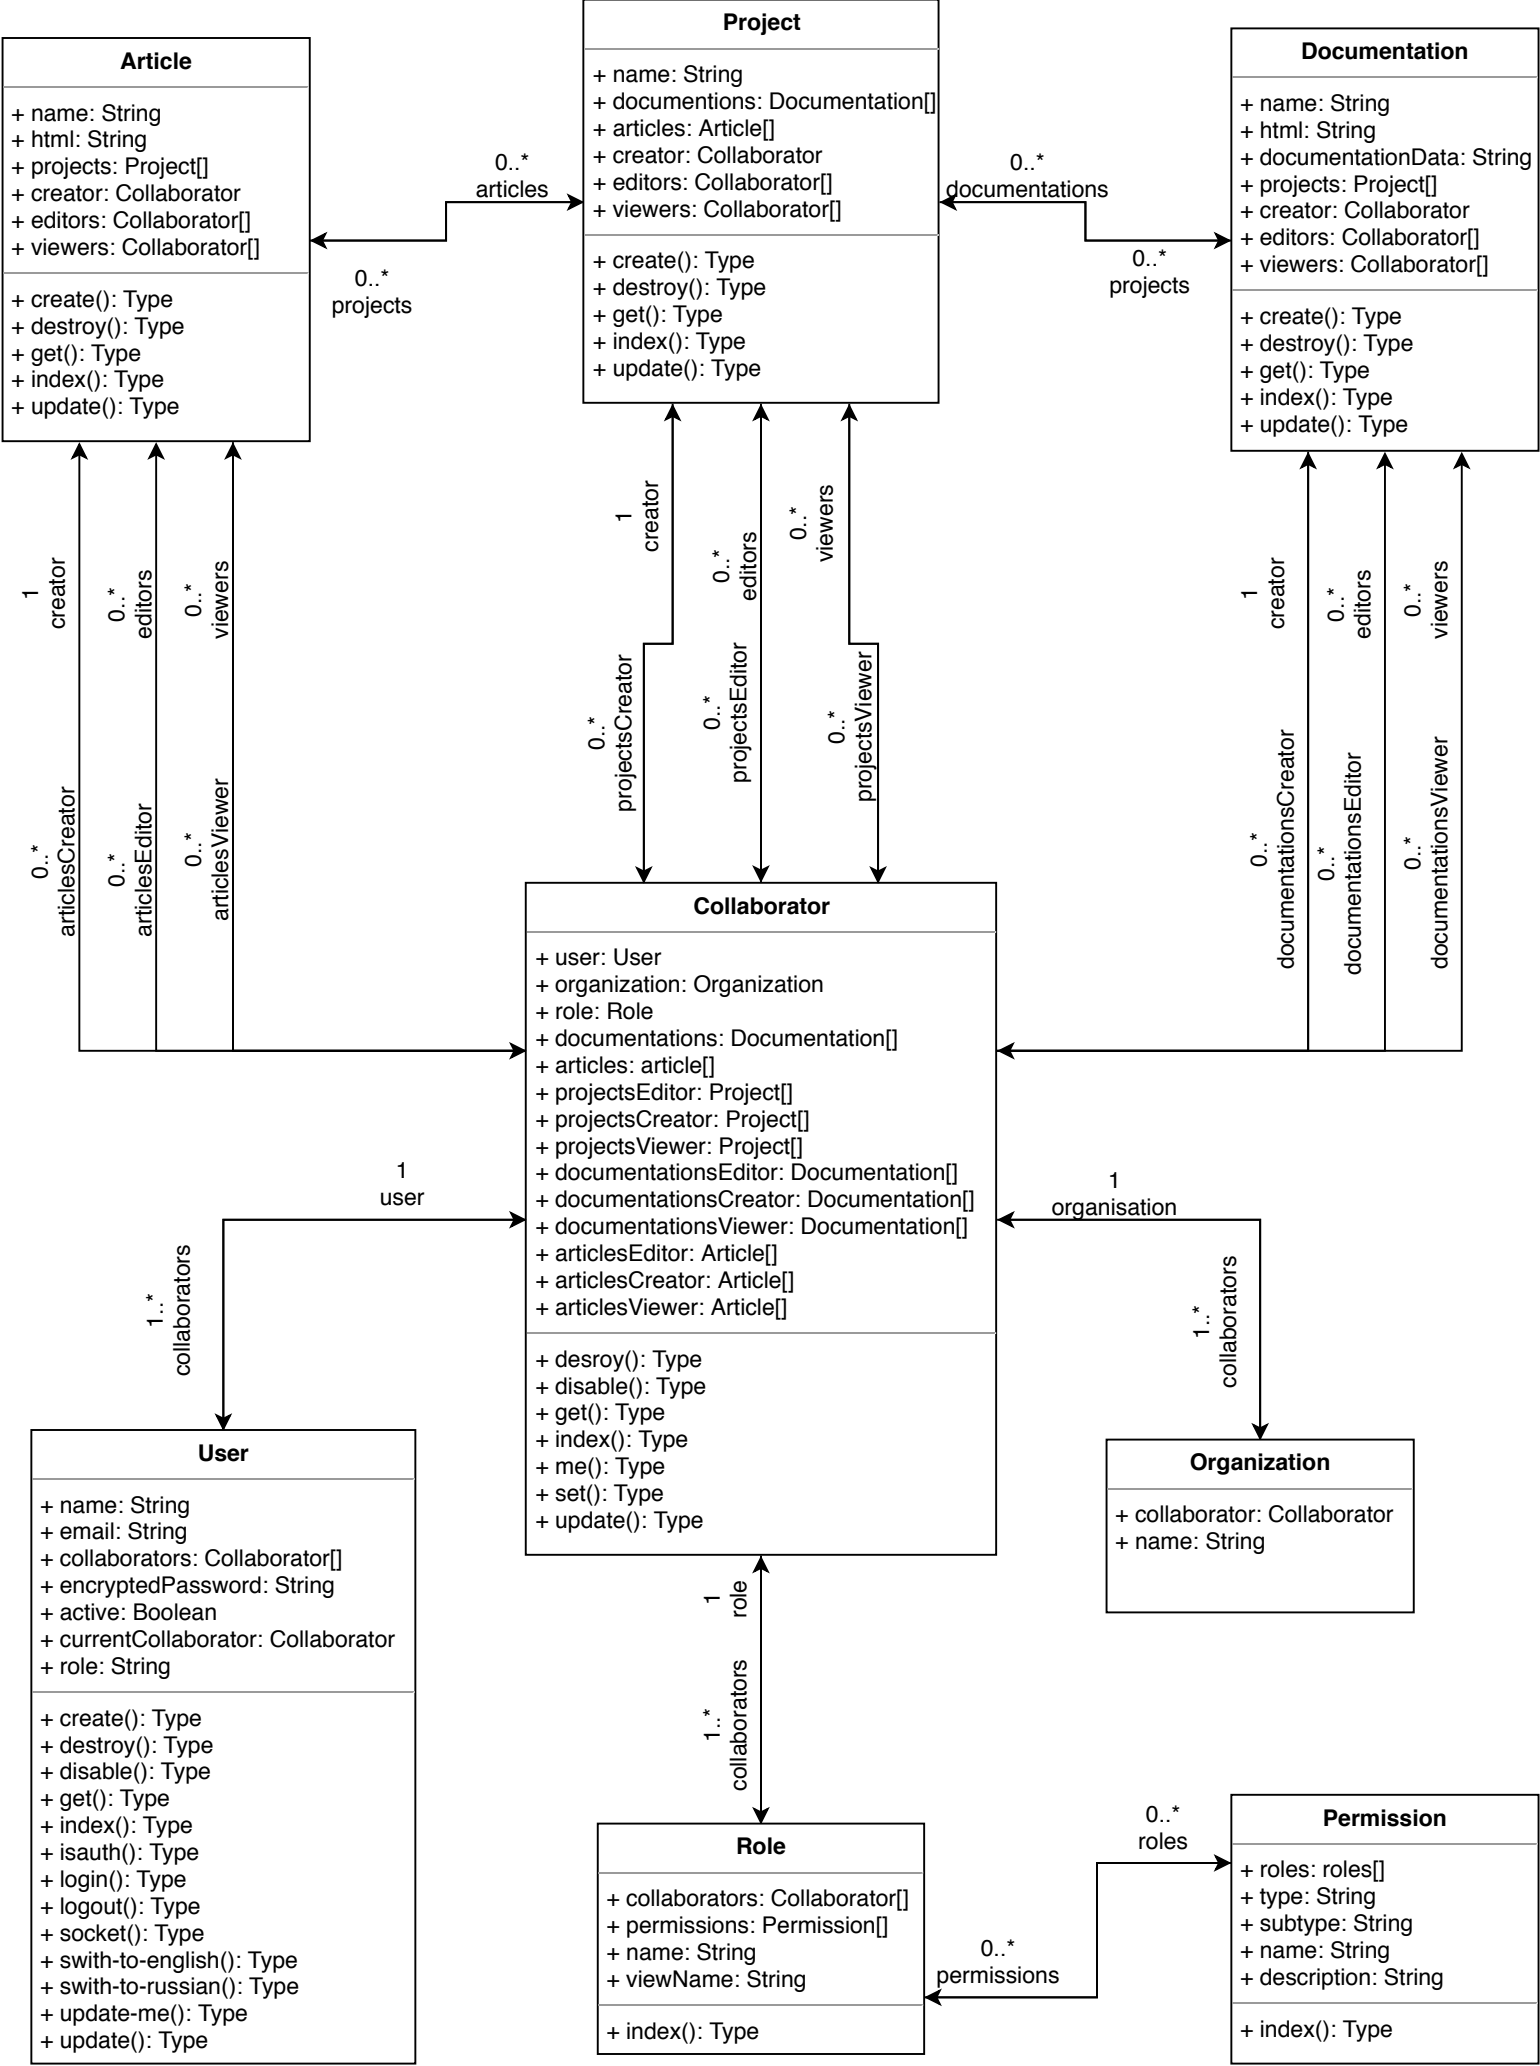 Article
+ name: String
+ html: String
+ projects: Project[]
+ creator: Collaborator
+ editors: Collaborator[]
+ viewers: Collaborator[]
+ create(): Type
+ destroy(): Type
+ get(): Type
+ index(): Type
+ update(): Type
0..*
articles
0..*
projects
Project
+ name: String
+ documentions: Documentation[]
+ articles: Article[]
+ creator: Collaborator
+ editors: Collaborator[]
+ viewers: Collaborator[]
+ create(): Type
+ destroy(): Type
+ get(): Type
+ index(): Type
+ update(): Type
0..*
documentations
0..*
projects
Documentation
+ name: String
+ html: String
+ documentationData: String
+ projects: Project[]
+ creator: Collaborator
+ editors: Collaborator[]
+ viewers: Collaborator[]
+ create(): Type
+ destroy(): Type
+ get(): Type
+ index(): Type
+ update(): Type
1
creator
0..*
editors
0..*
viewers
0..*
articlesCreator
0..*
articlesEditor
0..*
articlesViewer
1
creator
0..*
editors
0..*
viewers
0..*
projectsCreator
0..*
projectsEditor
0..*
projectsViewer
1
creator
0..*
editors
0..*
viewers
0..*
documentationsCreator
0..*
documentationsEditor
0..*
documentationsViewer
Collaborator
+ user: User
+ organization: Organization
+ role: Role
+ documentations: Documentation[]
+ articles: article[]
+ projectsEditor: Project[]
+ projectsCreator: Project[]
+ projectsViewer: Project[]
+ documentationsEditor: Documentation[]
+ documentationsCreator: Documentation[]
+ documentationsViewer: Documentation[]
+ articlesEditor: Article[]
+ articlesCreator: Article[]
+ articlesViewer: Article[]
+ desroy(): Type
+ disable(): Type
+ get(): Type
+ index(): Type
+ me(): Type
+ set(): Type
+ update(): Type
1
user
1..*
collaborators
1
organisation
1..*
collaborators
User
+ name: String
+ email: String
+ collaborators: Collaborator[]
+ encryptedPassword: String
+ active: Boolean
+ currentCollaborator: Collaborator
+ role: String
+ create(): Type
+ destroy(): Type
+ disable(): Type
+ get(): Type
+ index(): Type
+ isauth(): Type
+ login(): Type
+ logout(): Type
+ socket(): Type
+ swith-to-english(): Type
+ swith-to-russian(): Type
+ update-me(): Type
+ update(): Type
Organization
+ collaborator: Collaborator
+ name: String
1
role
1..*
collaborators
Role
+ collaborators: Collaborator[]
+ permissions: Permission[]
+ name: String
+ viewName: String
+ index(): Type
0..*
roles
0..*
permissions
Permission
+ roles: roles[]
+ type: String
+ subtype: String
+ name: String
+ description: String
+ index(): Type